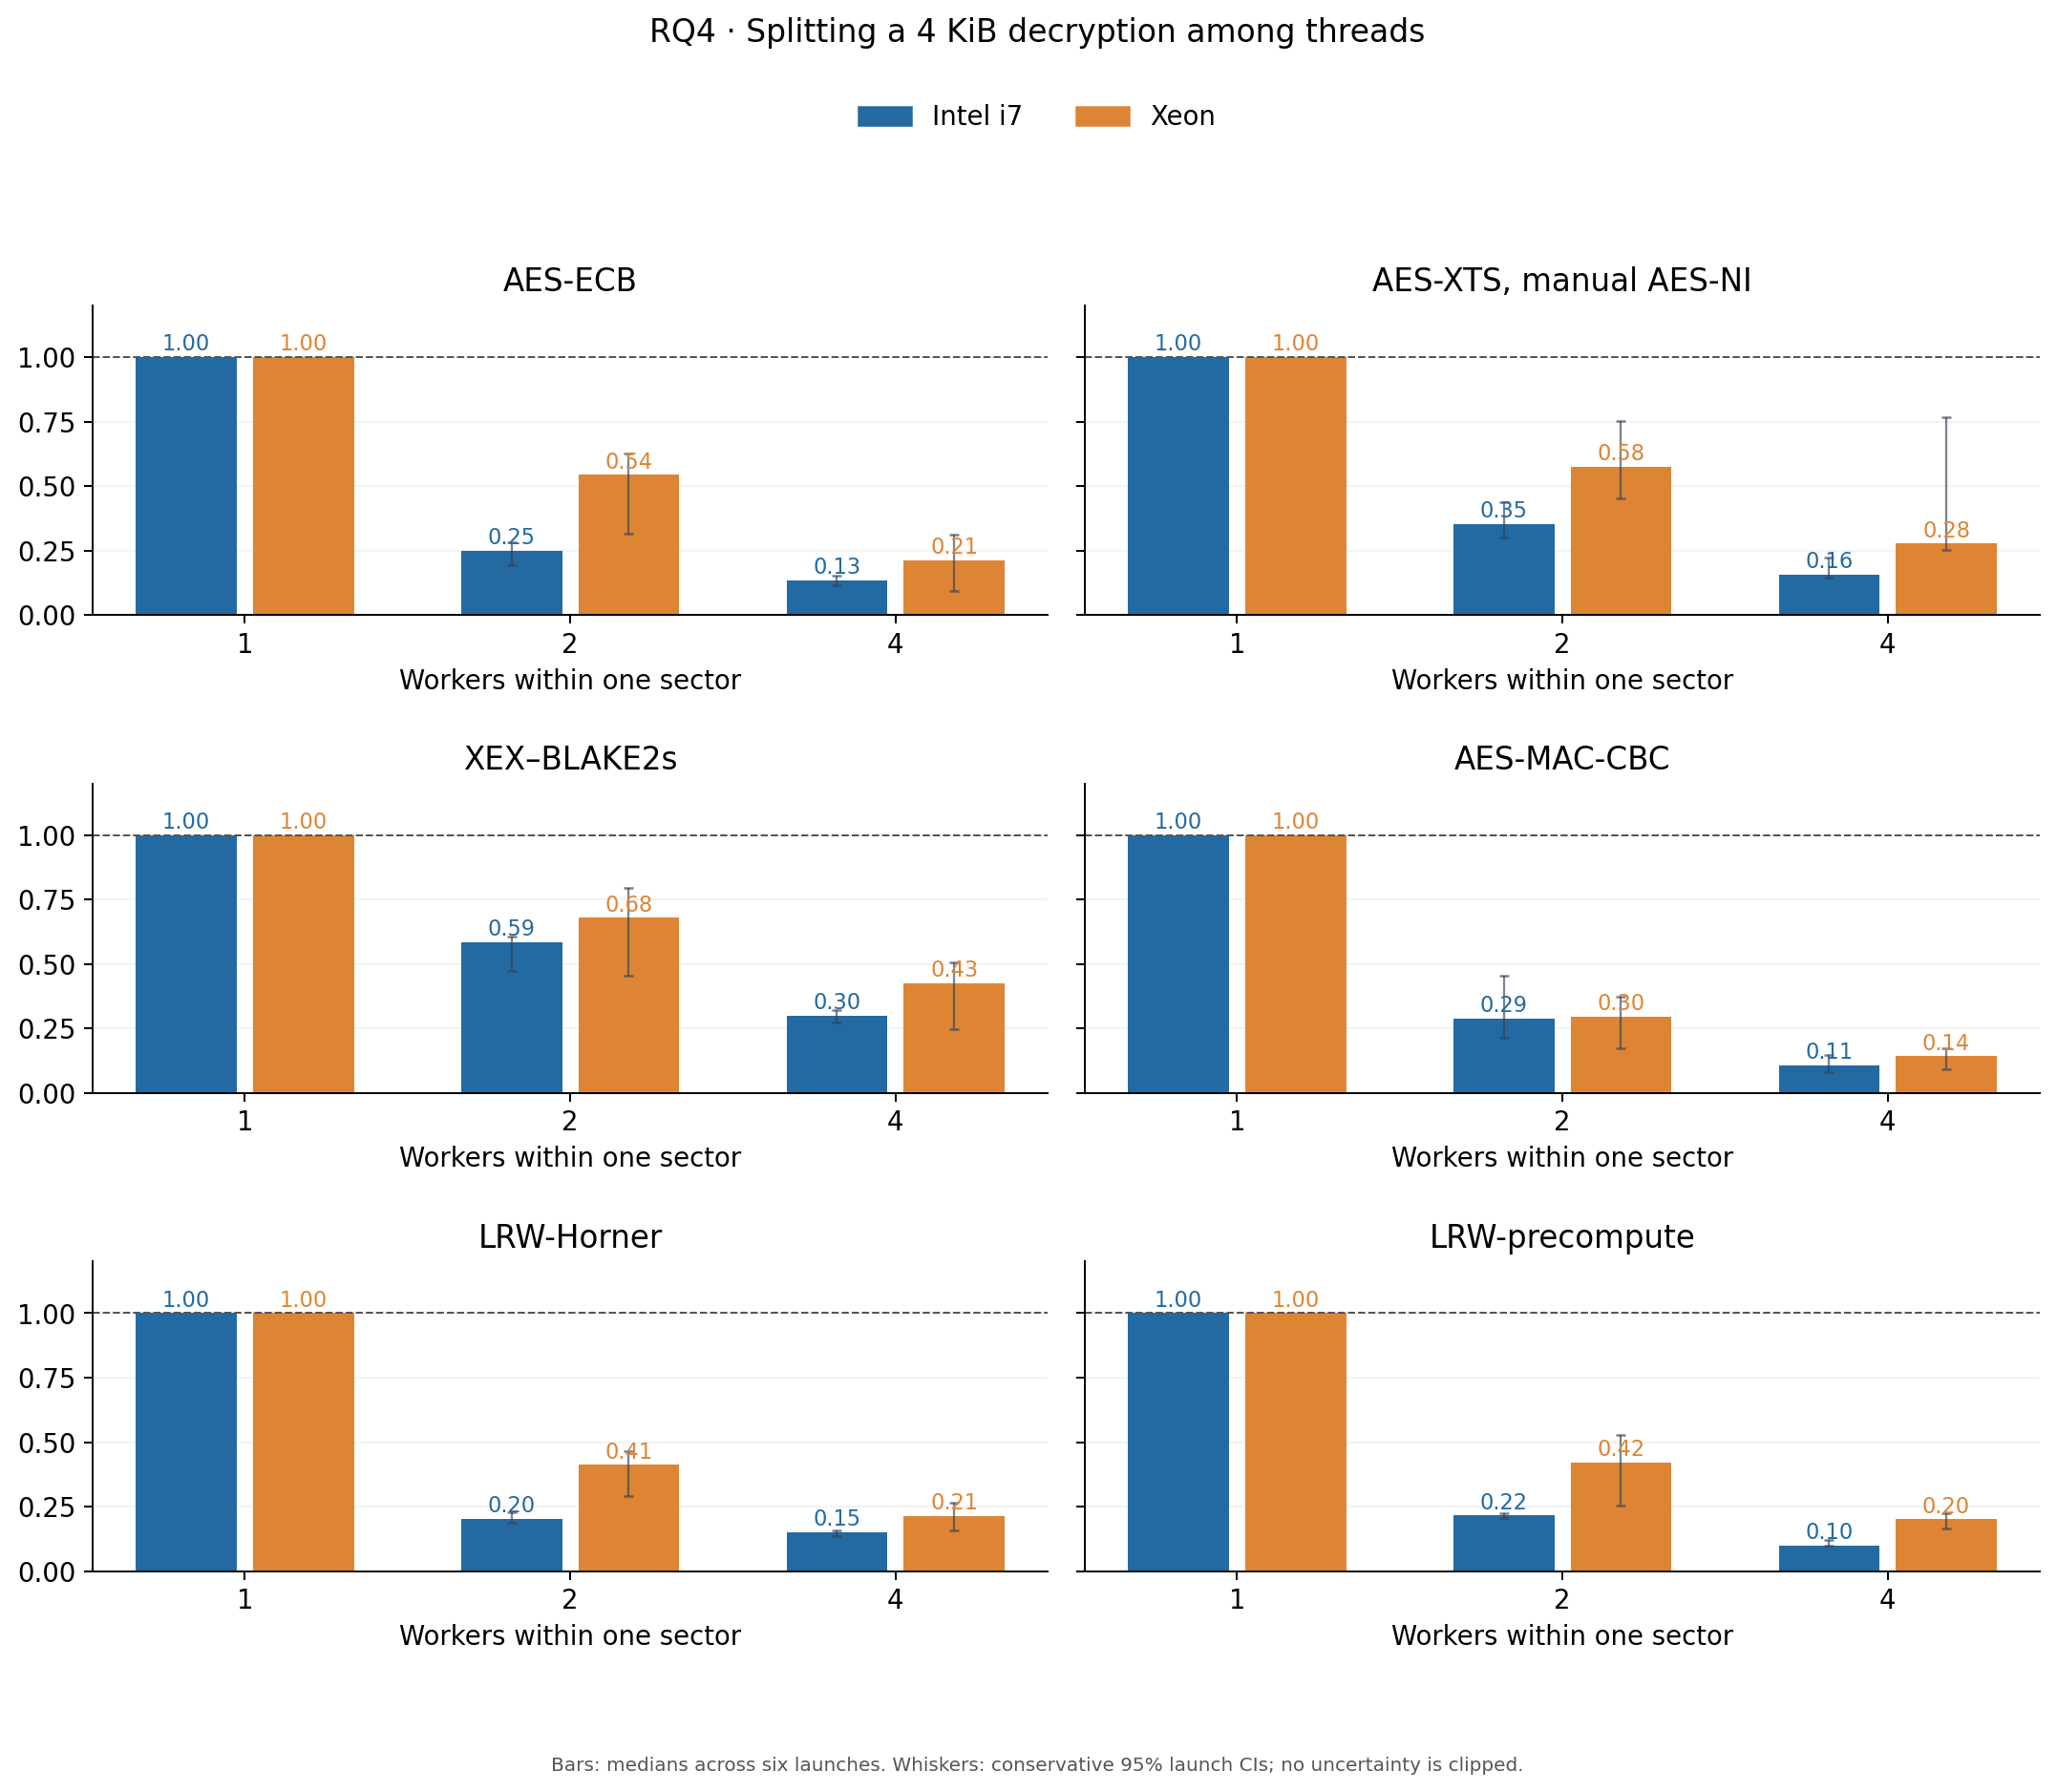 RQ4 · Splitting a 4 KiB decryption among threads
Intel i7 Xeon
AES-ECB
1.00 1.00
0.25 0.54
0.13 0.21
1.00
0.75
0.50
0.25
0.00
1 2 4
Workers within one sector
AES-XTS, manual AES-NI
1.00 1.00
0.35 0.58
0.16 0.28
1 2 4
Workers within one sector
XEX–BLAKE2s
1.00 1.00
0.59 0.68
0.30 0.43
1.00
0.75
0.50
0.25
0.00
1 2 4
Workers within one sector
AES-MAC-CBC
1.00 1.00
0.29 0.30
0.11 0.14
1 2 4
Workers within one sector
LRW-Horner
1.00 1.00
0.20 0.41
0.15 0.21
1.00
0.75
0.50
0.25
0.00
1 2 4
Workers within one sector
LRW-precompute
1.00 1.00
0.22 0.42
0.10 0.20
1 2 4
Workers within one sector
Bars: medians across six launches. Whiskers: conservative 95% launch CIs; no uncertainty is clipped.